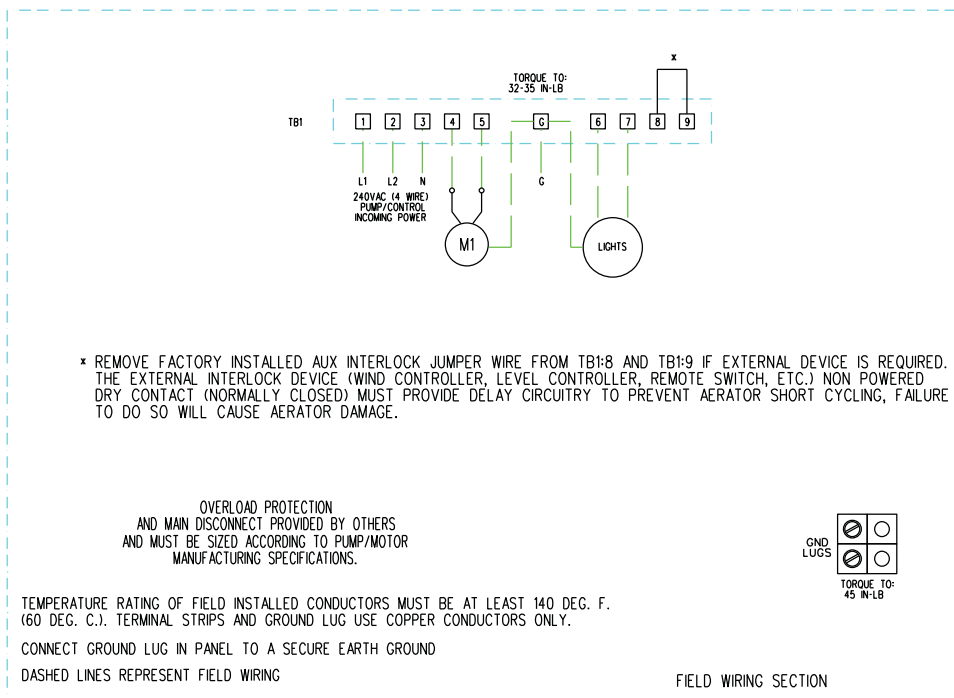 x
TORQUE TO:
32-35 IN-LB
TB1 1 2 3 4 5 G 6 7 8 9
L1 L2 N G
240VAC (4 WIRE)
PUMP/CONTROL
INCOMING POWER
M1
LIGHTS
x REMOVE FACTORY INSTALLED AUX INTERLOCK JUMPER WIRE FROM TB1:8 AND TB1:9 IF EXTERNAL DEVICE IS REQUIRED.
THE EXTERNAL INTERLOCK DEVICE (WIND CONTROLLER, LEVEL CONTROLLER, REMOTE SWITCH, ETC.) NON POWERED
DRY CONTACT (NORMALLY CLOSED) MUST PROVIDE DELAY CIRCUITRY TO PREVENT AERATOR SHORT CYCLING, FAILURE
TO DO SO WILL CAUSE AERATOR DAMAGE.
OVERLOAD PROTECTION
AND MAIN DISCONNECT PROVIDED BY OTHERS
AND MUST BE SIZED ACCORDING TO PUMP/MOTOR
MANUFACTURING SPECIFICATIONS.
GND
LUGS
TORQUE TO:
45 IN-LB
TEMPERATURE RATING OF FIELD INSTALLED CONDUCTORS MUST BE AT LEAST 140 DEG. F.
(60 DEG. C.). TERMINAL STRIPS AND GROUND LUG USE COPPER CONDUCTORS ONLY.
CONNECT GROUND LUG IN PANEL TO A SECURE EARTH GROUND
DASHED LINES REPRESENT FIELD WIRING
FIELD WIRING SECTION